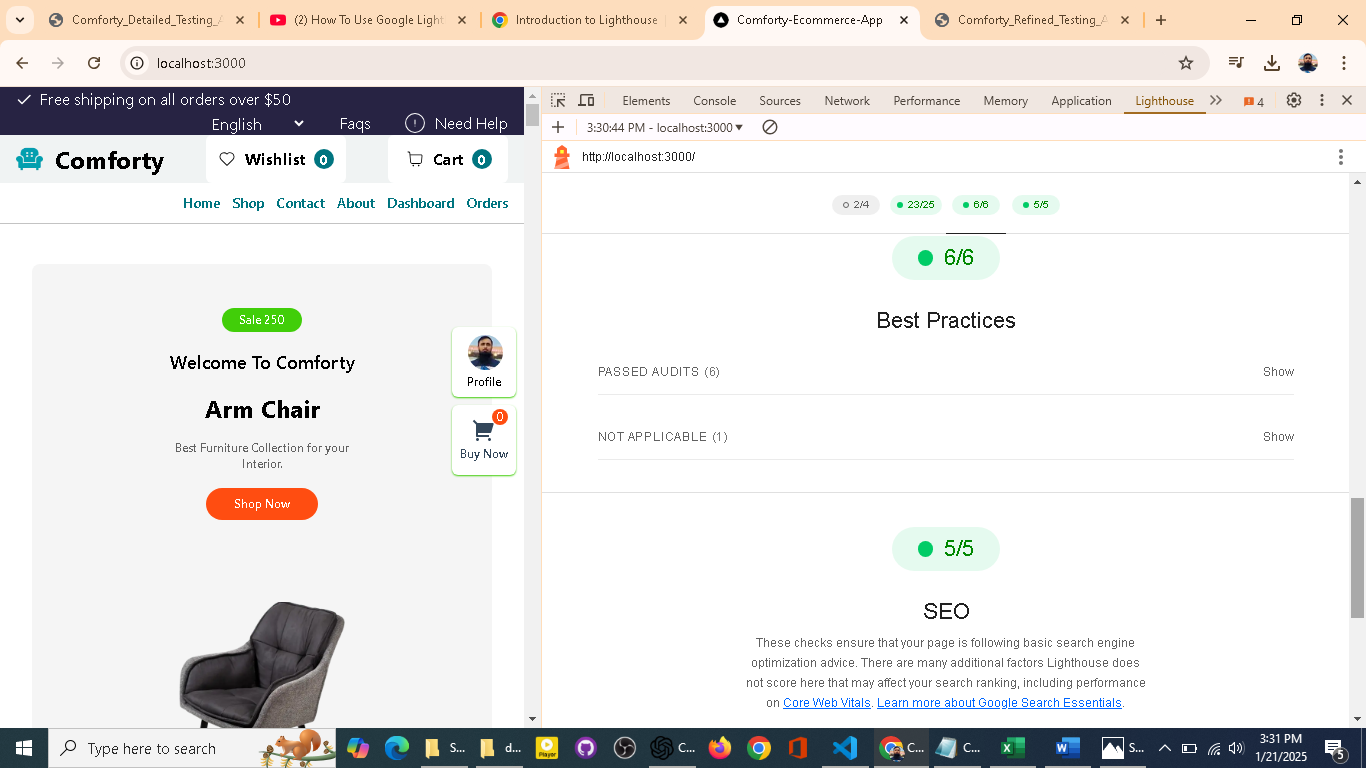 Comforty_Detailed_Testing_
(2) How To Use Google Light
Introduction to Lighthouse
Comforty-Ecommerce-App
Comforty_Refined_Testing_A
localhost:3000
Free shipping on all orders over $50
English
Faqs
Need Help
Comforty
Wishlist 0
Cart 0
Home Shop Contact About Dashboard Orders
Sale 250
Welcome To Comforty
Arm Chair
Best Furniture Collection for your
Interior.
Shop Now
Profile
0
Buy Now
Elements Console Sources Network Performance Memory Application Lighthouse 4
3:30:44 PM - localhost:3000
http://localhost:3000/
2/4 23/25 6/6 5/5
6/6
Best Practices
PASSED AUDITS (6) Show
NOT APPLICABLE (1) Show
5/5
SEO
These checks ensure that your page is following basic search engine
optimization advice. There are many additional factors Lighthouse does
not score here that may affect your search ranking, including performance
on Core Web Vitals. Learn more about Google Search Essentials.
Type here to search
S...
d...
Player
C...
C...
C...
X...
W...
S...
3:31 PM
1/21/2025
5